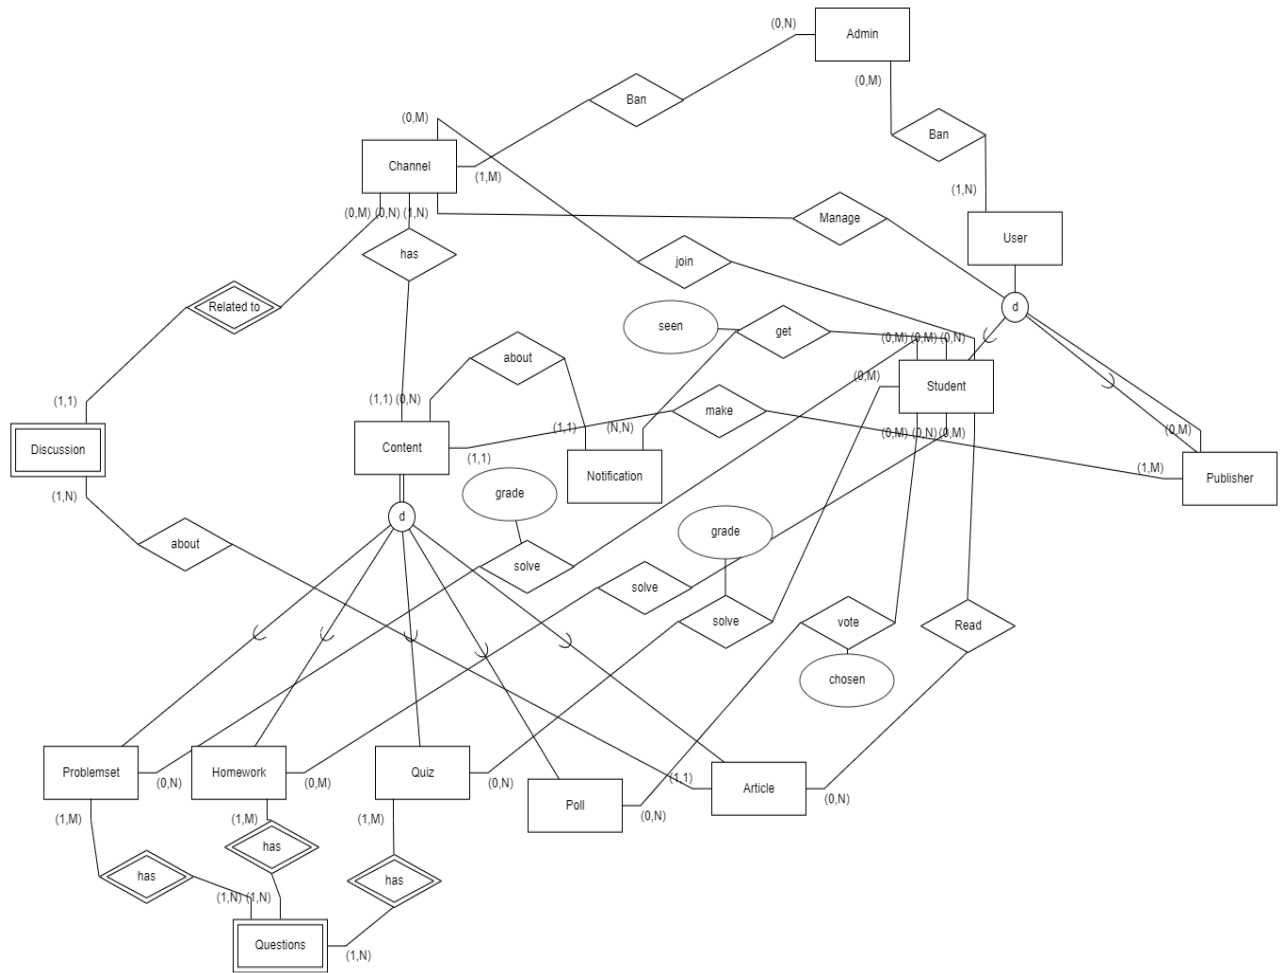 (0,N)
Admin
(0,M)
Ban
(0,M)
Ban
Channel
(1,M)
(1,N)
(0,M) (0,N) (1,N)
Manage
User
has
join
Related to
d
seen
get
(0,M) (0,M) (0,N)
about
(0,M)
Student
(1,1)
(1,1) (0,N)
make
(1,1)
(N,N)
(0,M) (0,N) (0,M)
(0,M)
Discussion
Content
(1,1)
Notification
(1,M)
Publisher
(1,N)
grade
d
grade
about
solve
solve
solve
vote
Read
chosen
Problemset
(0,N)
Homework
(0,M)
Quiz
(0,N)
(1,1)
Article
(0,N)
Poll
(0,N)
(1,M)
(1,M)
(1,M)
has
has
has
(1,N) (1,N)
Questions
(1,N)